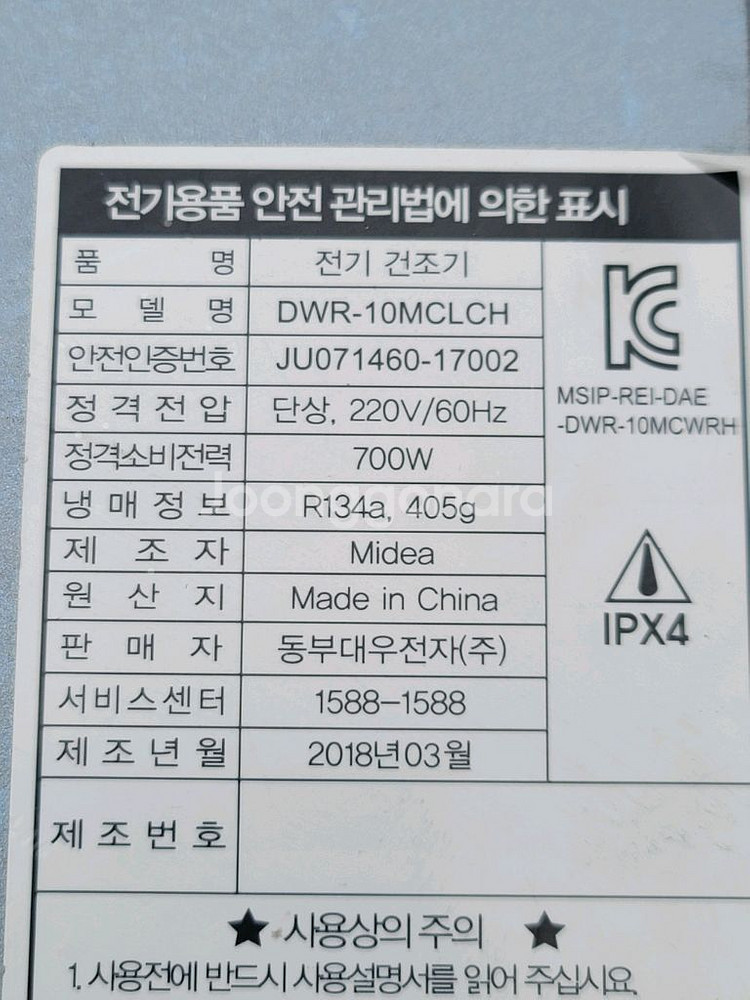 전기용품 안전 관리법에 의한 표시
품 명 전기 건조기
모 델 명 DWR-10MCLCH
안전인증번호 JU071460-17002
정 격 전 압 단상, 220V/60Hz
정격소비전력 700W
냉 매 정 보 R134a, 405g
제 조 자 Midea
원 산 지 Made in China
판 매 자 동부대우전자(주)
서비스센터 1588-1588
제 조 년 월 2018년03월
제 조 번 호
MSIP-REI-DAE
-DWR-10MCWRH
IPX4
★ 사용상의 주의 ★
1. 사용전에 반드시 사용설명서를 읽어 주십시요.
joonggonara